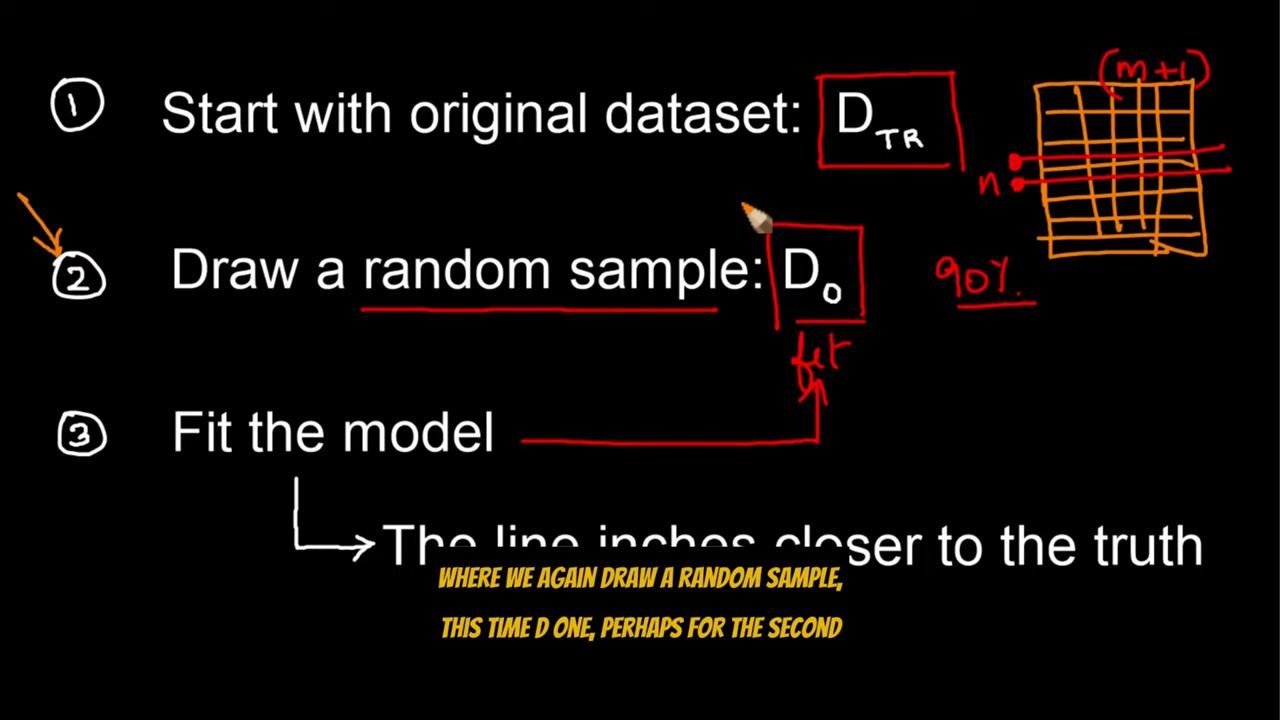 (m+1)
① Start with original dataset: D TR
n
② Draw a random sample: D 0 90%
fit
③ Fit the model
The line inches closer to the truth
WHERE WE AGAIN DRAW A RANDOM SAMPLE,
THIS TIME D ONE, PERHAPS FOR THE SECOND